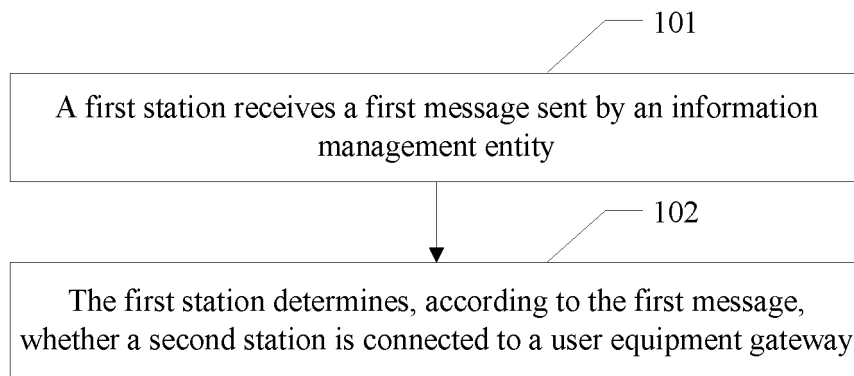 101
A first station receives a first message sent by an information
management entity
102
The first station determines, according to the first message,
whether a second station is connected to a user equipment gateway